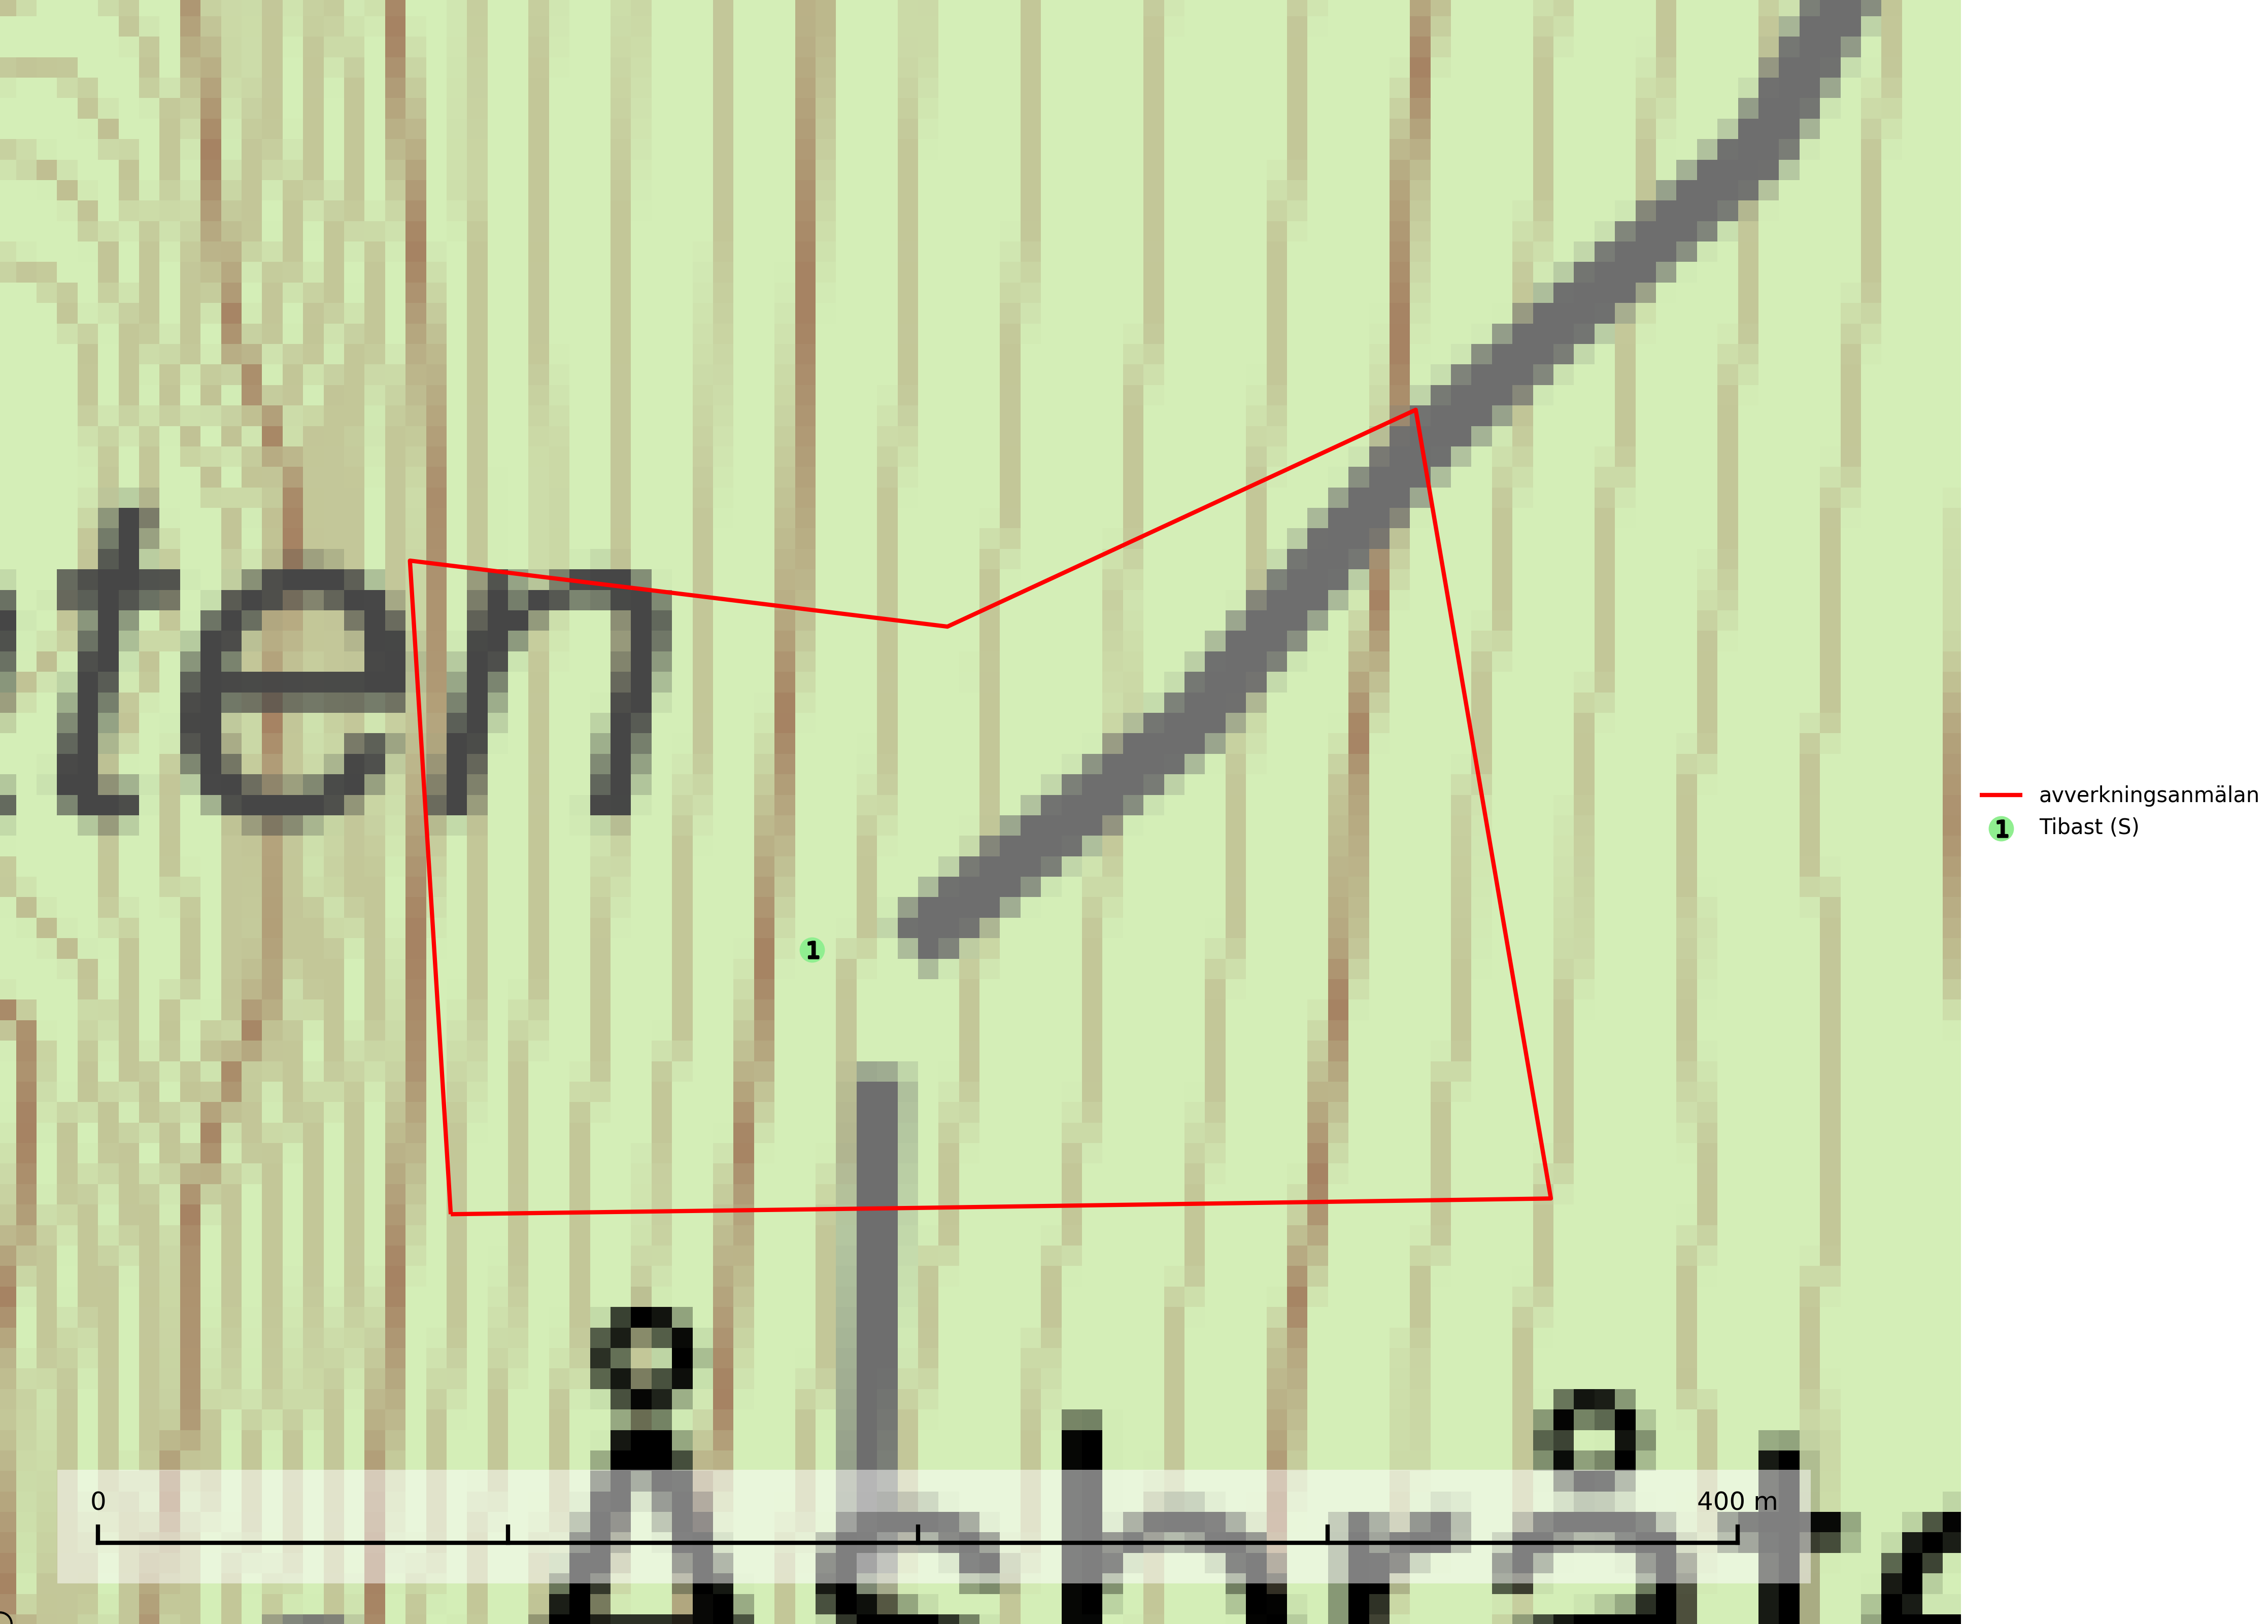 ten
1
avverkningsanmälan
1 Tibast (S)
0 400 m